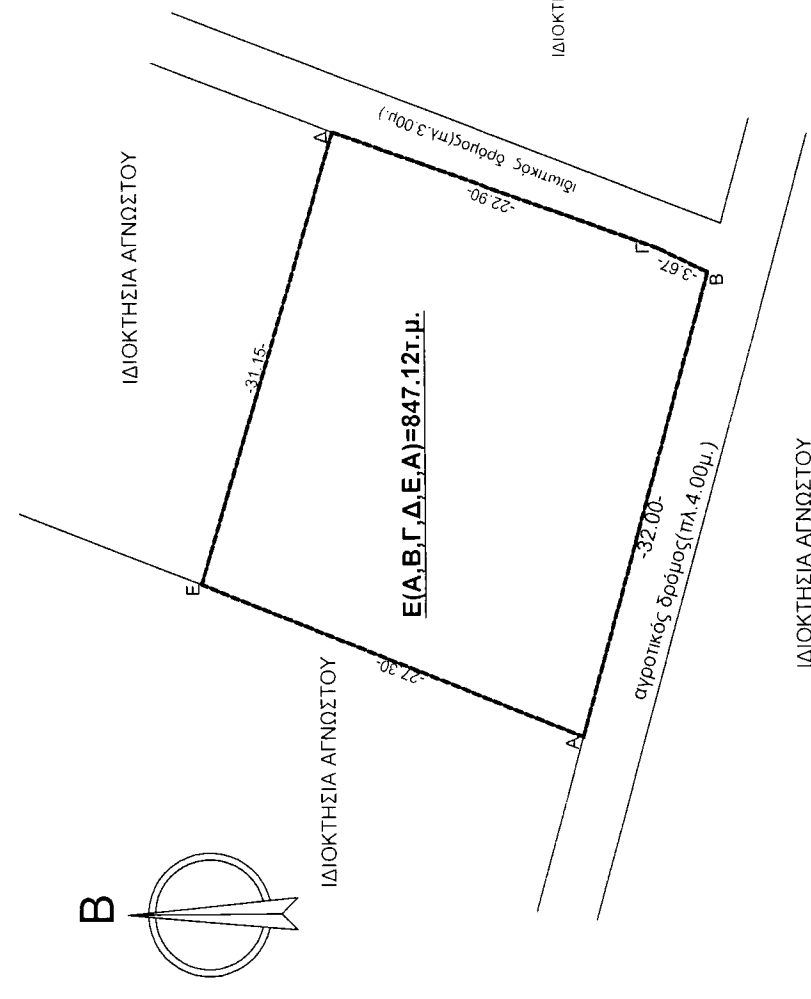 ΙΔΙΟΚΤΗΣΙΑ ΑΓΝΩΣΤΟΥ
ΙΔΙΟΚΤΗΣΙΑ ΑΓΝΩΣΤΟΥ
ΙΔΙΟΚΤΗΣΙΑ ΑΓΝΩΣΤΟΥ
ΙΔΙΟΚΤ
ιδιωτικός δρόμος(πλ.3.00μ.)
αγροτικός δρόμος(πλ.4.00μ.)
Ε(Α,Β,Γ,Δ,Ε,Α)=847.12τ.μ.
-31.15-
-22.90-
-3.67-
-32.00-
-27.30-
Α
Β
Γ
Δ
Ε
Β